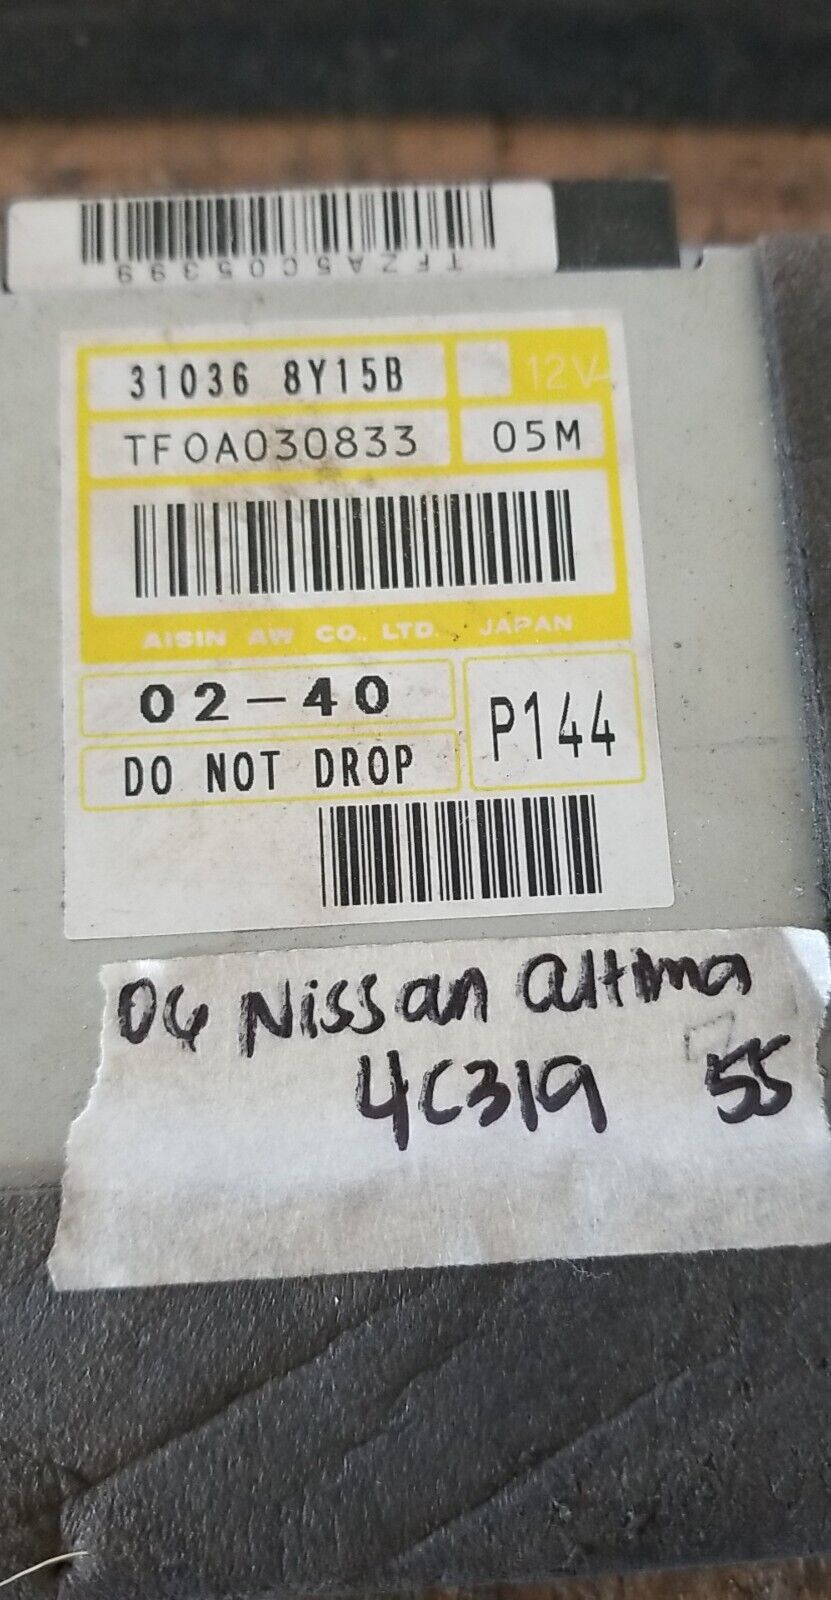 TFZA5C05399
31036 8Y15B 12V
TF0A030833 05M
AISIN AW CO., LTD. JAPAN
02-40
P144
DO NOT DROP
06 Nissan altima
4C319 55